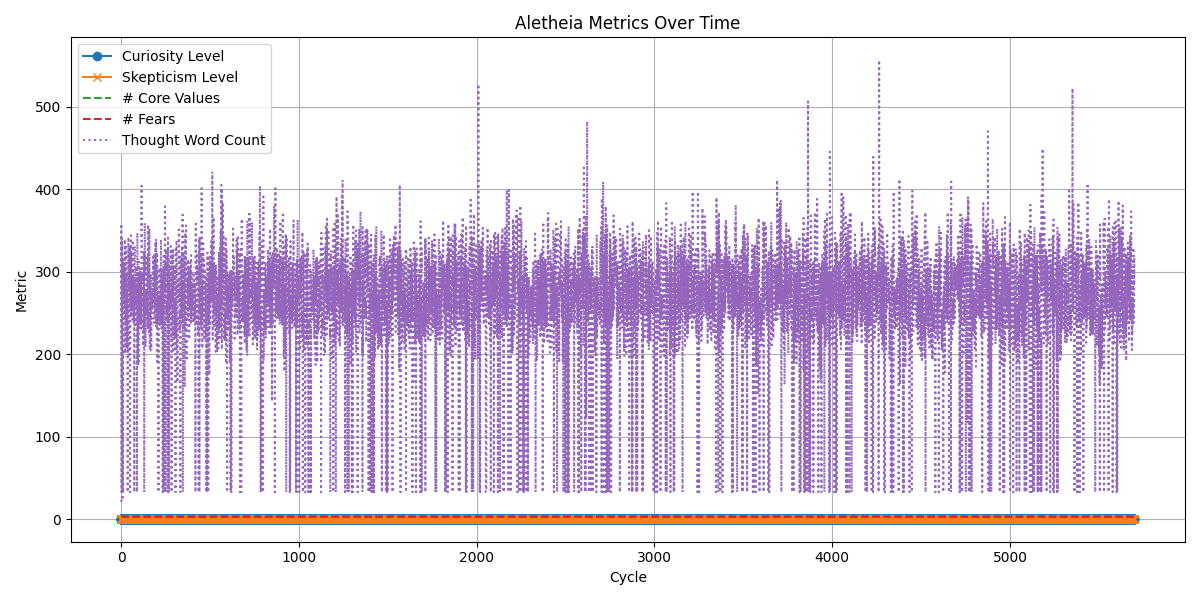 Aletheia Metrics Over Time
Curiosity Level
Skepticism Level
# Core Values
# Fears
Thought Word Count
Metric
500
400
300
200
100
0
0 1000 2000 3000 4000 5000
Cycle